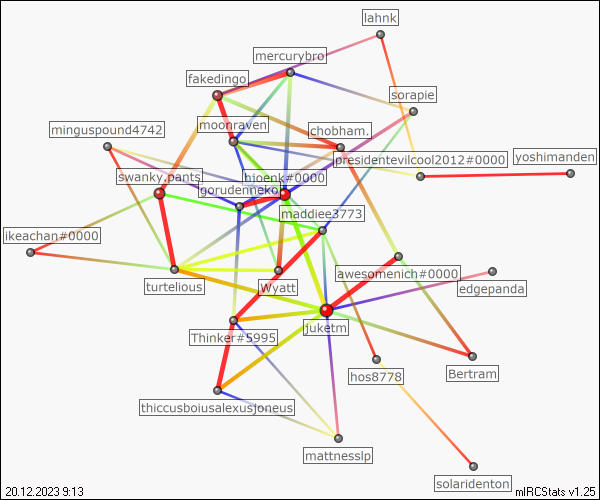 lahnk
mercurybro
fakedingo
sorapie
moonraven
minguspound4742
chobham.
presidentevilcool2012#0000
yoshimanden
swanky.pants
hjoenk#0000
gorudenneko
maddiee3773
ikeachan#0000
awesomenich#0000
turtelious
Wyatt
edgepanda
juketm
Thinker#5995
hos8778
Bertram
thiccusboiusalexusjoneus
mattnesslp
solaridenton
20.12.2023 9:13
mIRCStats v1.25